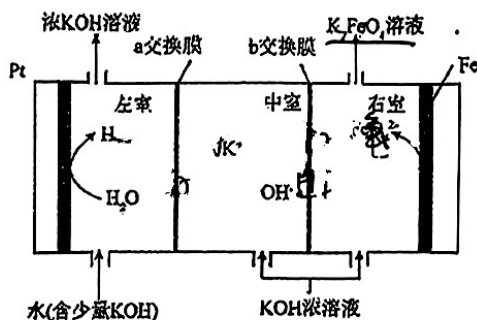 浓KOH溶液
a交换膜
b交换膜
K₂FeO₄溶液
Pt
Fe
左室
中室
右室
H₂
K⁺
H₂O
OH⁻
水(含少量KOH)
KOH浓溶液